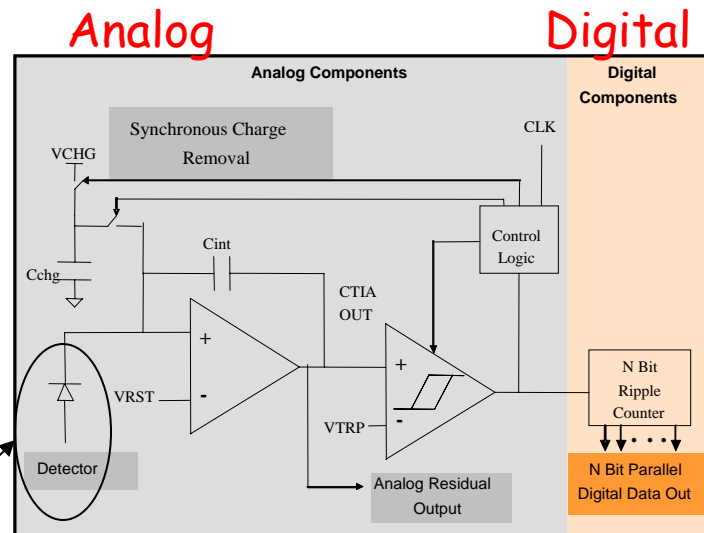 Analog
Digital
Analog Components
Digital
Components
Synchronous Charge
Removal
CLK
VCHG
Control
Logic
Cint
Cchg
CTIA
OUT
+
-
VRST
+
-
VTRP
N Bit
Ripple
Counter
Detector
Analog Residual
Output
N Bit Parallel
Digital Data Out